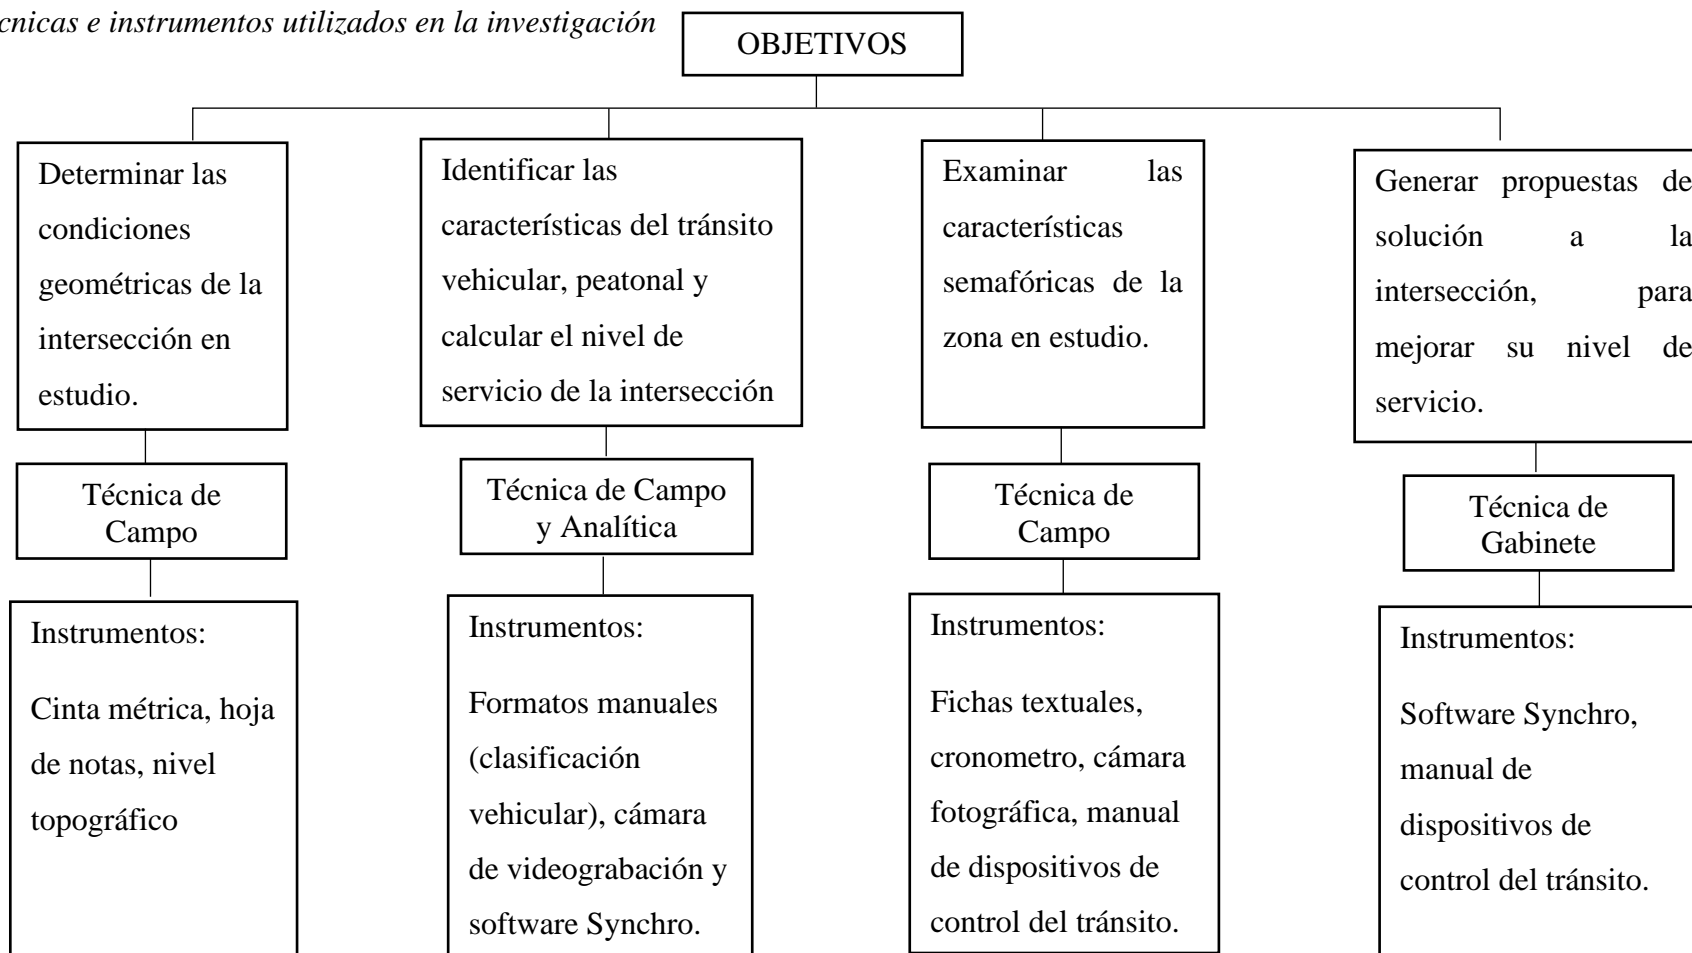 e instrumentos utilizados en la investigación
OBJETIVOS
Determinar las
condiciones
geométricas de la
intersección en
estudio.
Técnica de
Campo
Instrumentos:
Cinta métrica, hoja
de notas, nivel
topográfico
Identificar las
características del tránsito
vehicular, peatonal y
calcular el nivel de
servicio de la intersección
Técnica de Campo
y Analítica
Instrumentos:
Formatos manuales
(clasificación
vehicular), cámara
de videograbación y
software Synchro.
Examinar las
características
semafóricas de la
zona en estudio.
Técnica de
Campo
Instrumentos:
Fichas textuales,
cronometro, cámara
fotográfica, manual
de dispositivos de
control del tránsito.
Generar propuestas de
solución a la
intersección, para
mejorar su nivel de
servicio.
Técnica de
Gabinete
Instrumentos:
Software Synchro,
manual de
dispositivos de
control del tránsito.